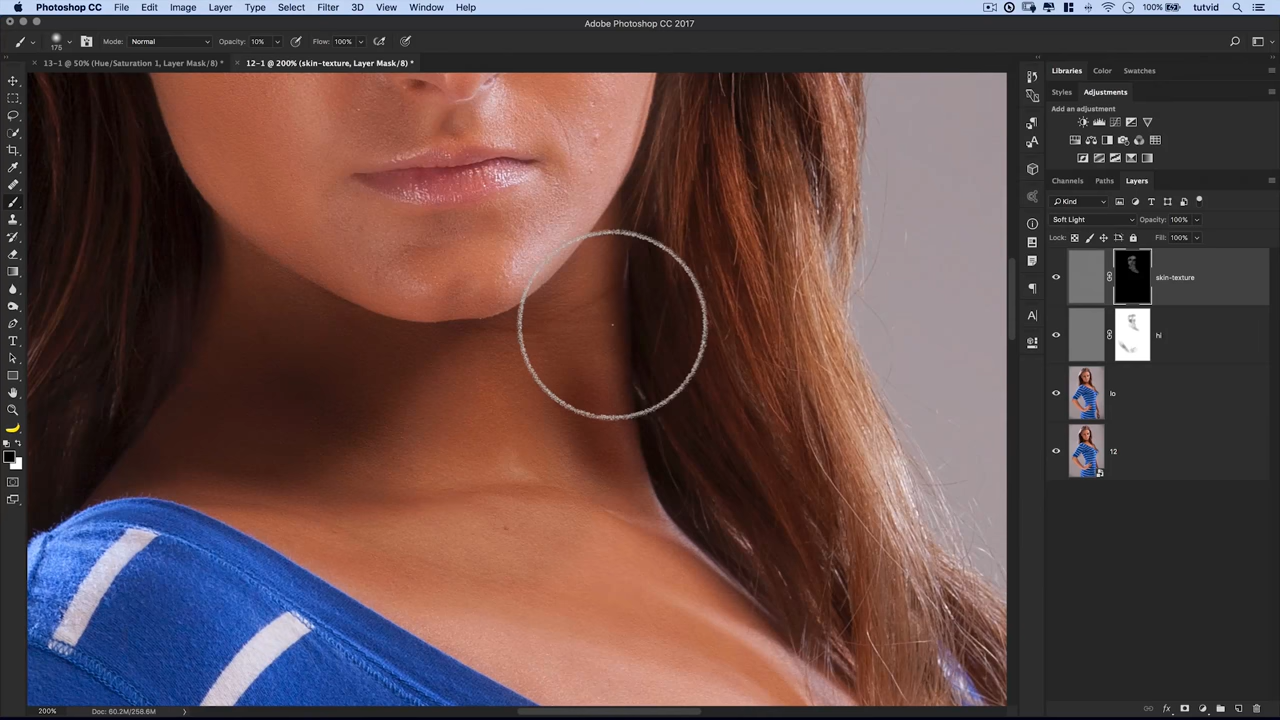 Photoshop CC File Edit Image Layer Type Select Filter 3D View Window Help 100% tutvid
Adobe Photoshop CC 2017
175 Mode: Normal Opacity: 10% Flow: 100%
13-1 @ 50% (Hue/Saturation 1, Layer Mask/8) * 12-1 @ 200% (skin-texture, Layer Mask/8) *
Libraries Color Swatches
Styles Adjustments
Add an adjustment
Channels Paths Layers
Kind
Soft Light Opacity: 100%
Lock: Fill: 100%
skin-texture
hi
lo
12
200% Doc: 60.2M/258.6M